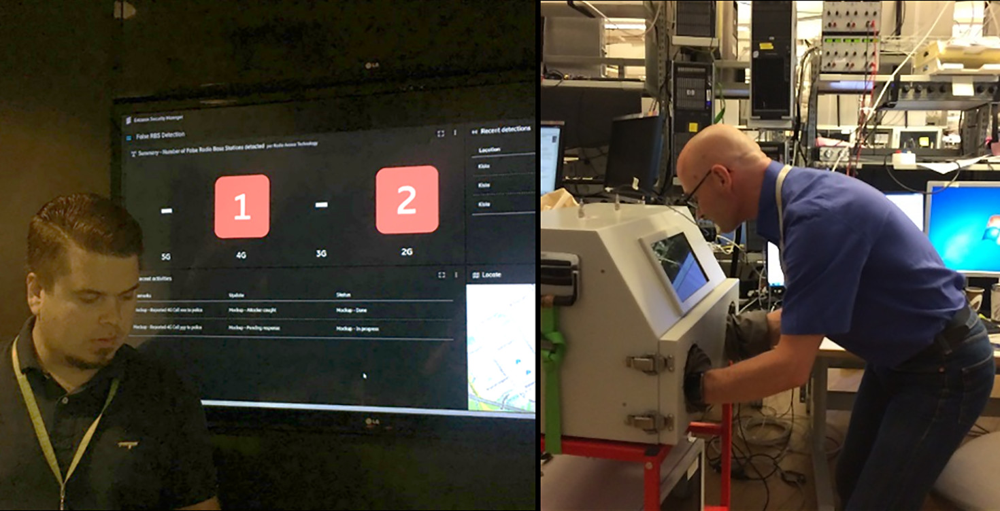 LG
Ericsson Security Manager
False RBS Detection
Summary - Number of False Radio Base Stations detected per Radio Access Technology
- 1 - 2
5G 4G 3G 2G
Recent detections
Location
Kista
Kista
Kista
ecent activities
emarks Update Status
Mockup - Reported 4G Cell xxx to police Mockup - Attacker caught Mockup - Done
Mockup - Reported 4G Cell yyy to police Mockup - Pending response Mockup - In progress
Locate
P
P
LG
hp